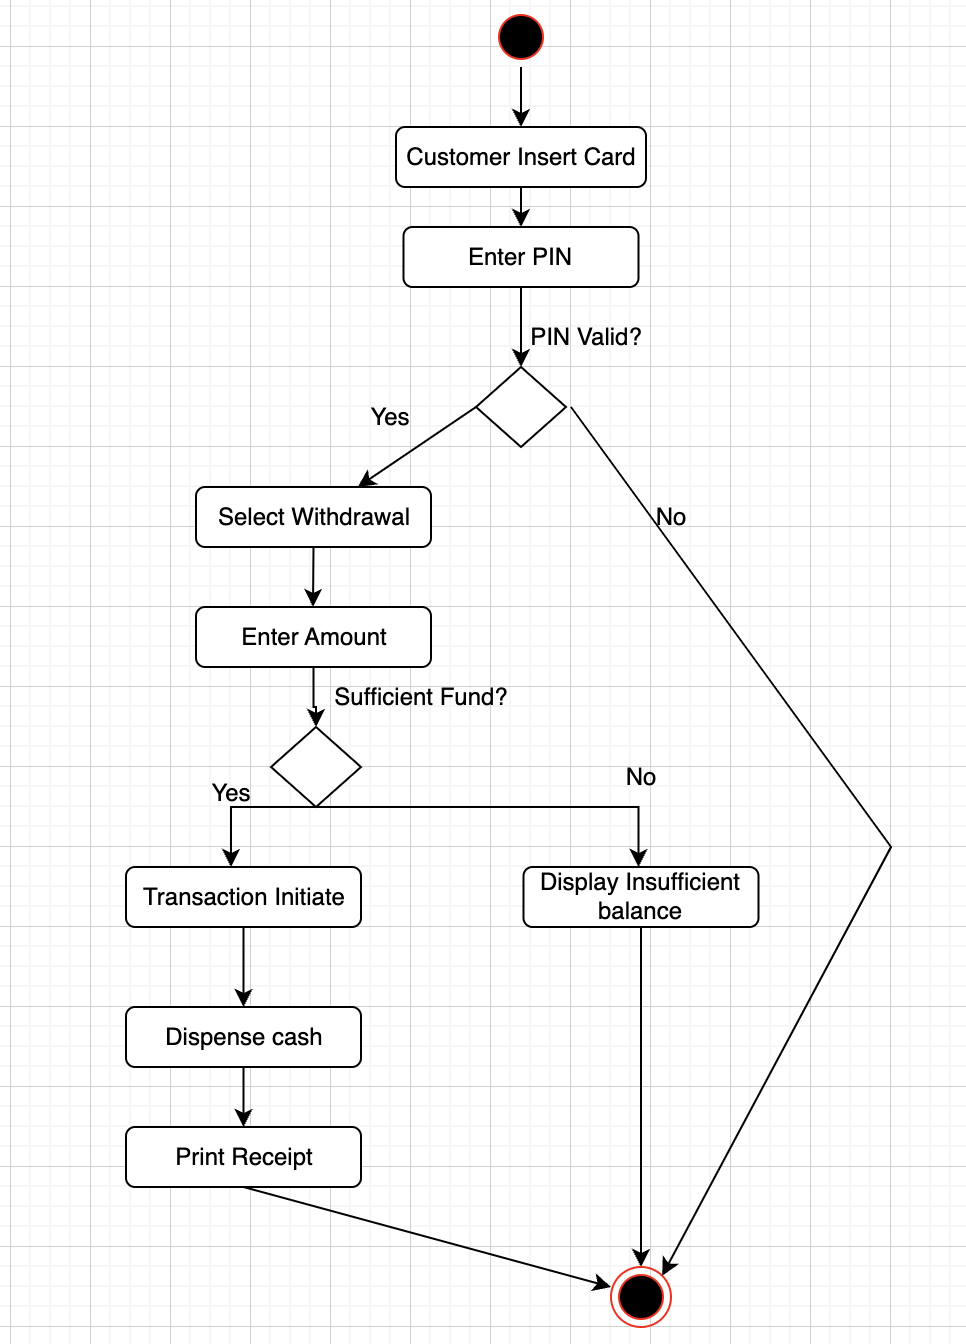 Customer Insert Card
Enter PIN
PIN Valid?
Yes
No
Select Withdrawal
Enter Amount
Sufficient Fund?
Yes
No
Transaction Initiate
Display Insufficient
balance
Dispense cash
Print Receipt